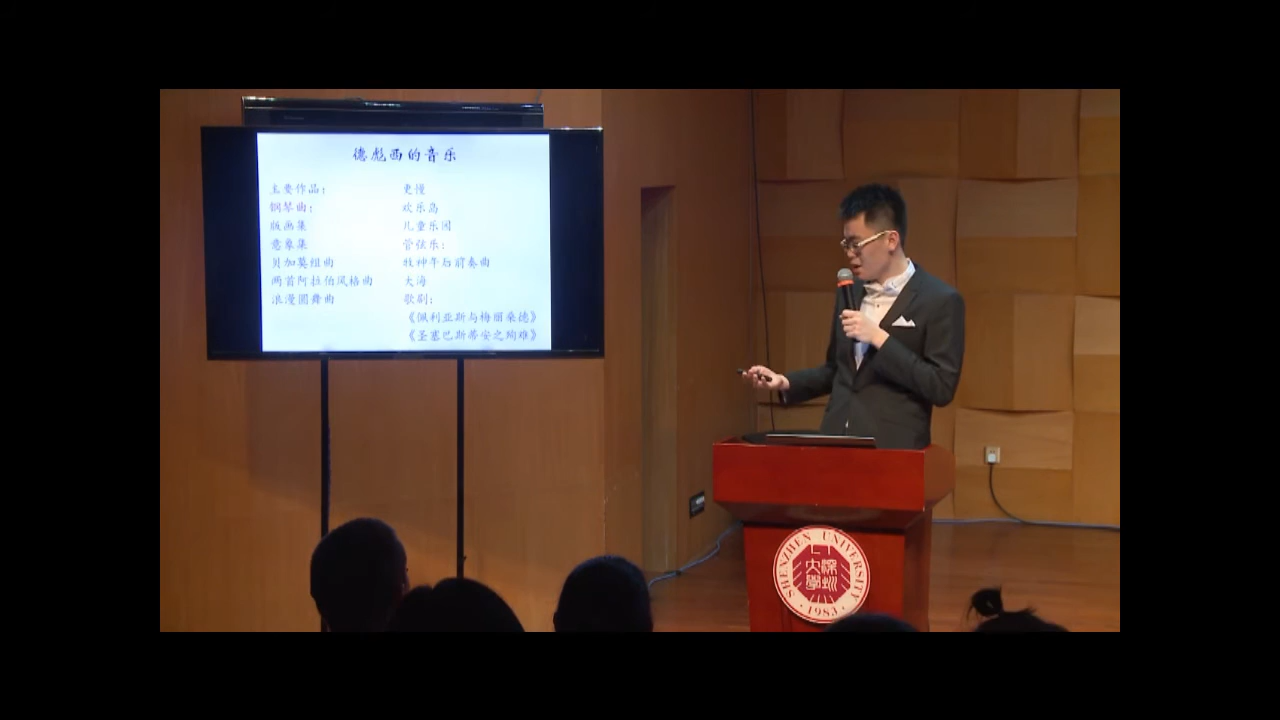 德彪西的音乐
主要作品：
钢琴曲：
版画集
意象集
贝加莫组曲
两首阿拉伯风格曲
浪漫圆舞曲
更慢
欢乐岛
儿童乐园
管弦乐：
牧神午后前奏曲
大海
歌剧：
《佩利亚斯与梅丽桑德》
《圣塞巴斯蒂安之殉难》
SHENZHEN UNIVERSITY
深圳
大學
·1983·